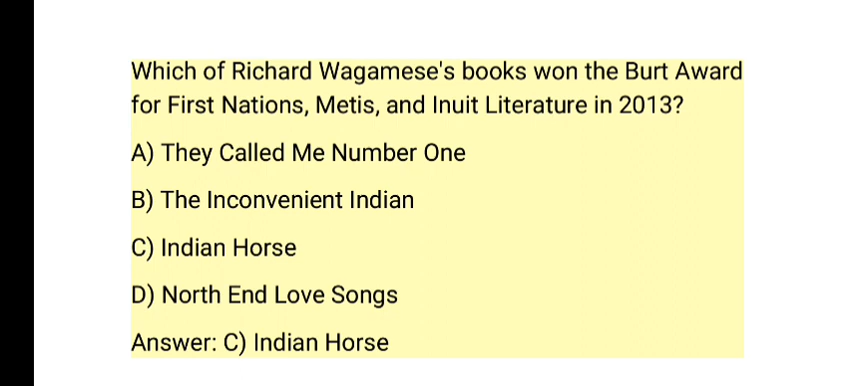 Which of Richard Wagamese's books won the Burt Award
for First Nations, Metis, and Inuit Literature in 2013?
A) They Called Me Number One
B) The Inconvenient Indian
C) Indian Horse
D) North End Love Songs
Answer: C) Indian Horse